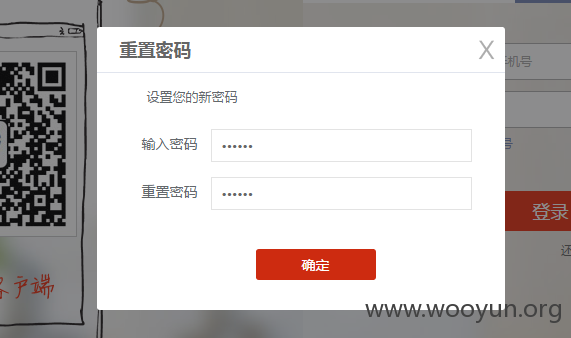 重置密码
X
设置您的新密码
机号
输入密码 ••••••
号
重置密码 ••••••
登录
确定
还
客户端
www.wooyun.org